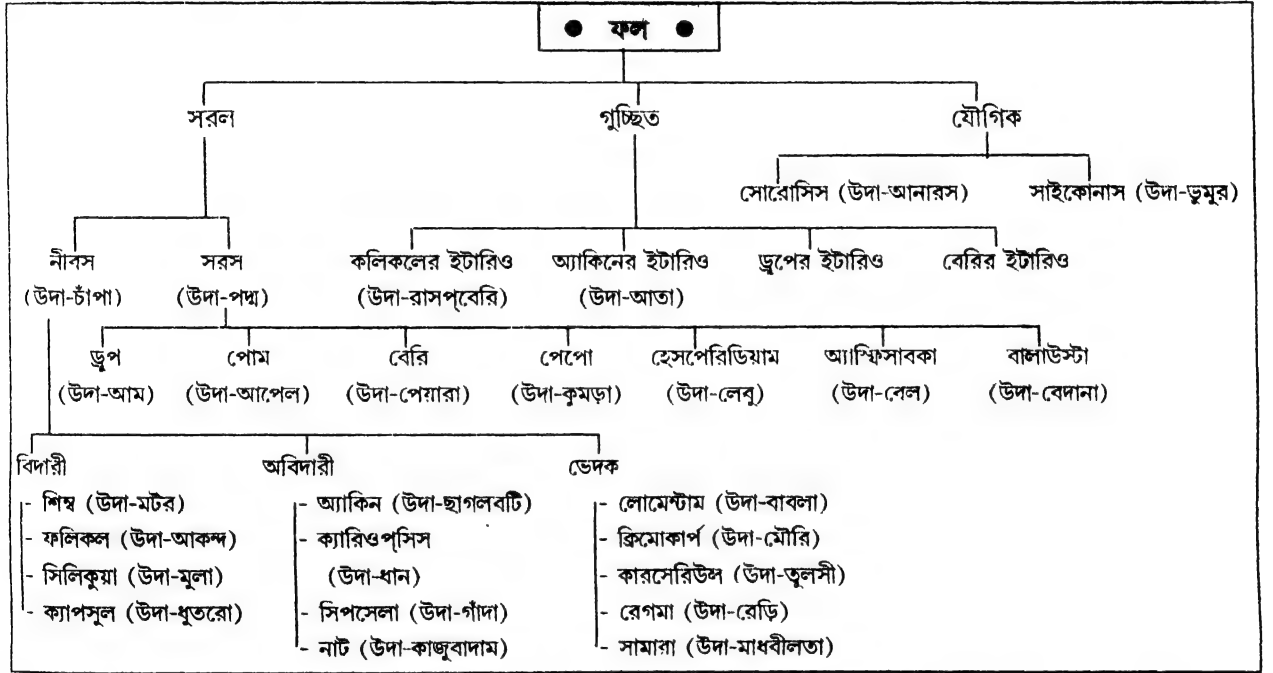 ● ফল ●
সরল গুচ্ছিত যৌগিক
সোরোসিস (উদা-আনারস) সাইকোনাস (উদা-ডুমুর)
নীবস সরস কলিকলের ইটারিও অ্যাকিনের ইটারিও ড্রুপের ইটারিও বেরির ইটারিও
(উদা-চাঁপা) (উদা-পদ্ম) (উদা-রাসপ্‌বেরি) (উদা-আতা)
ড্রুপ পোম বেরি পেপো হেসপেরিডিয়াম অ্যাস্ফিসাবকা বালাউস্টা
(উদা-আম) (উদা-আপেল) (উদা-পেয়ারা) (উদা-কুমড়া) (উদা-লেবু) (উদা-বেল) (উদা-বেদানা)
বিদারী অবিদারী ভেদক
- শিম্ব (উদা-মটর) - অ্যাকিন (উদা-ছাগলবটি) - লোমেন্টাম (উদা-বাবলা)
- ফলিকল (উদা-আকন্দ) - ক্যারিওপ্‌সিস - ক্রিমোকার্প (উদা-মৌরি)
- সিলিকুয়া (উদা-মূলা) (উদা-ধান) - কারসেরিউল (উদা-তুলসী)
- ক্যাপসুল (উদা-ধুতরো) - সিপসেলা (উদা-গাঁদা) - রেগমা (উদা-রেড়ি)
- নাট (উদা-কাজুবাদাম) - সামারা (উদা-মাধবীলতা)